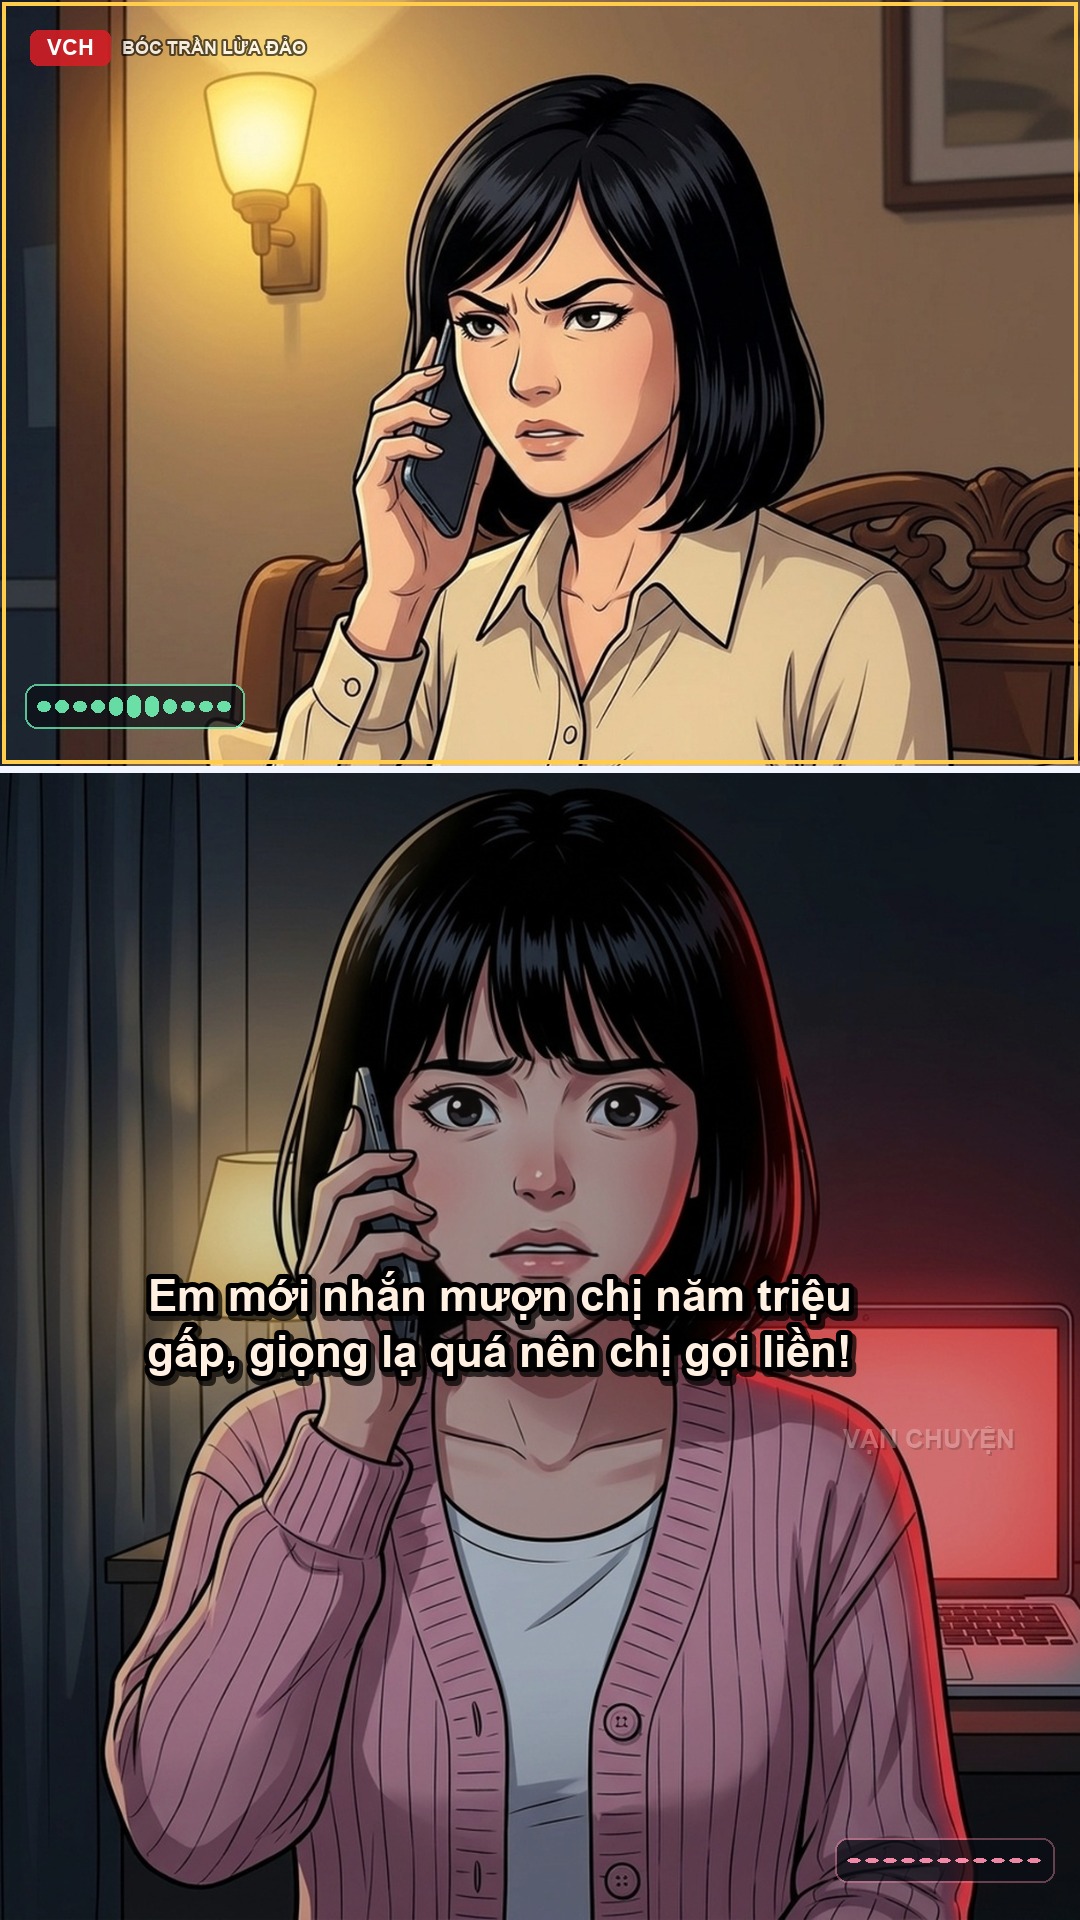 VCH BÓC TRẦN LỪA ĐẢO
Em mới nhắn mượn chị năm triệu
gấp, giọng lạ quá nên chị gọi liền!
VẠN CHUYỆN